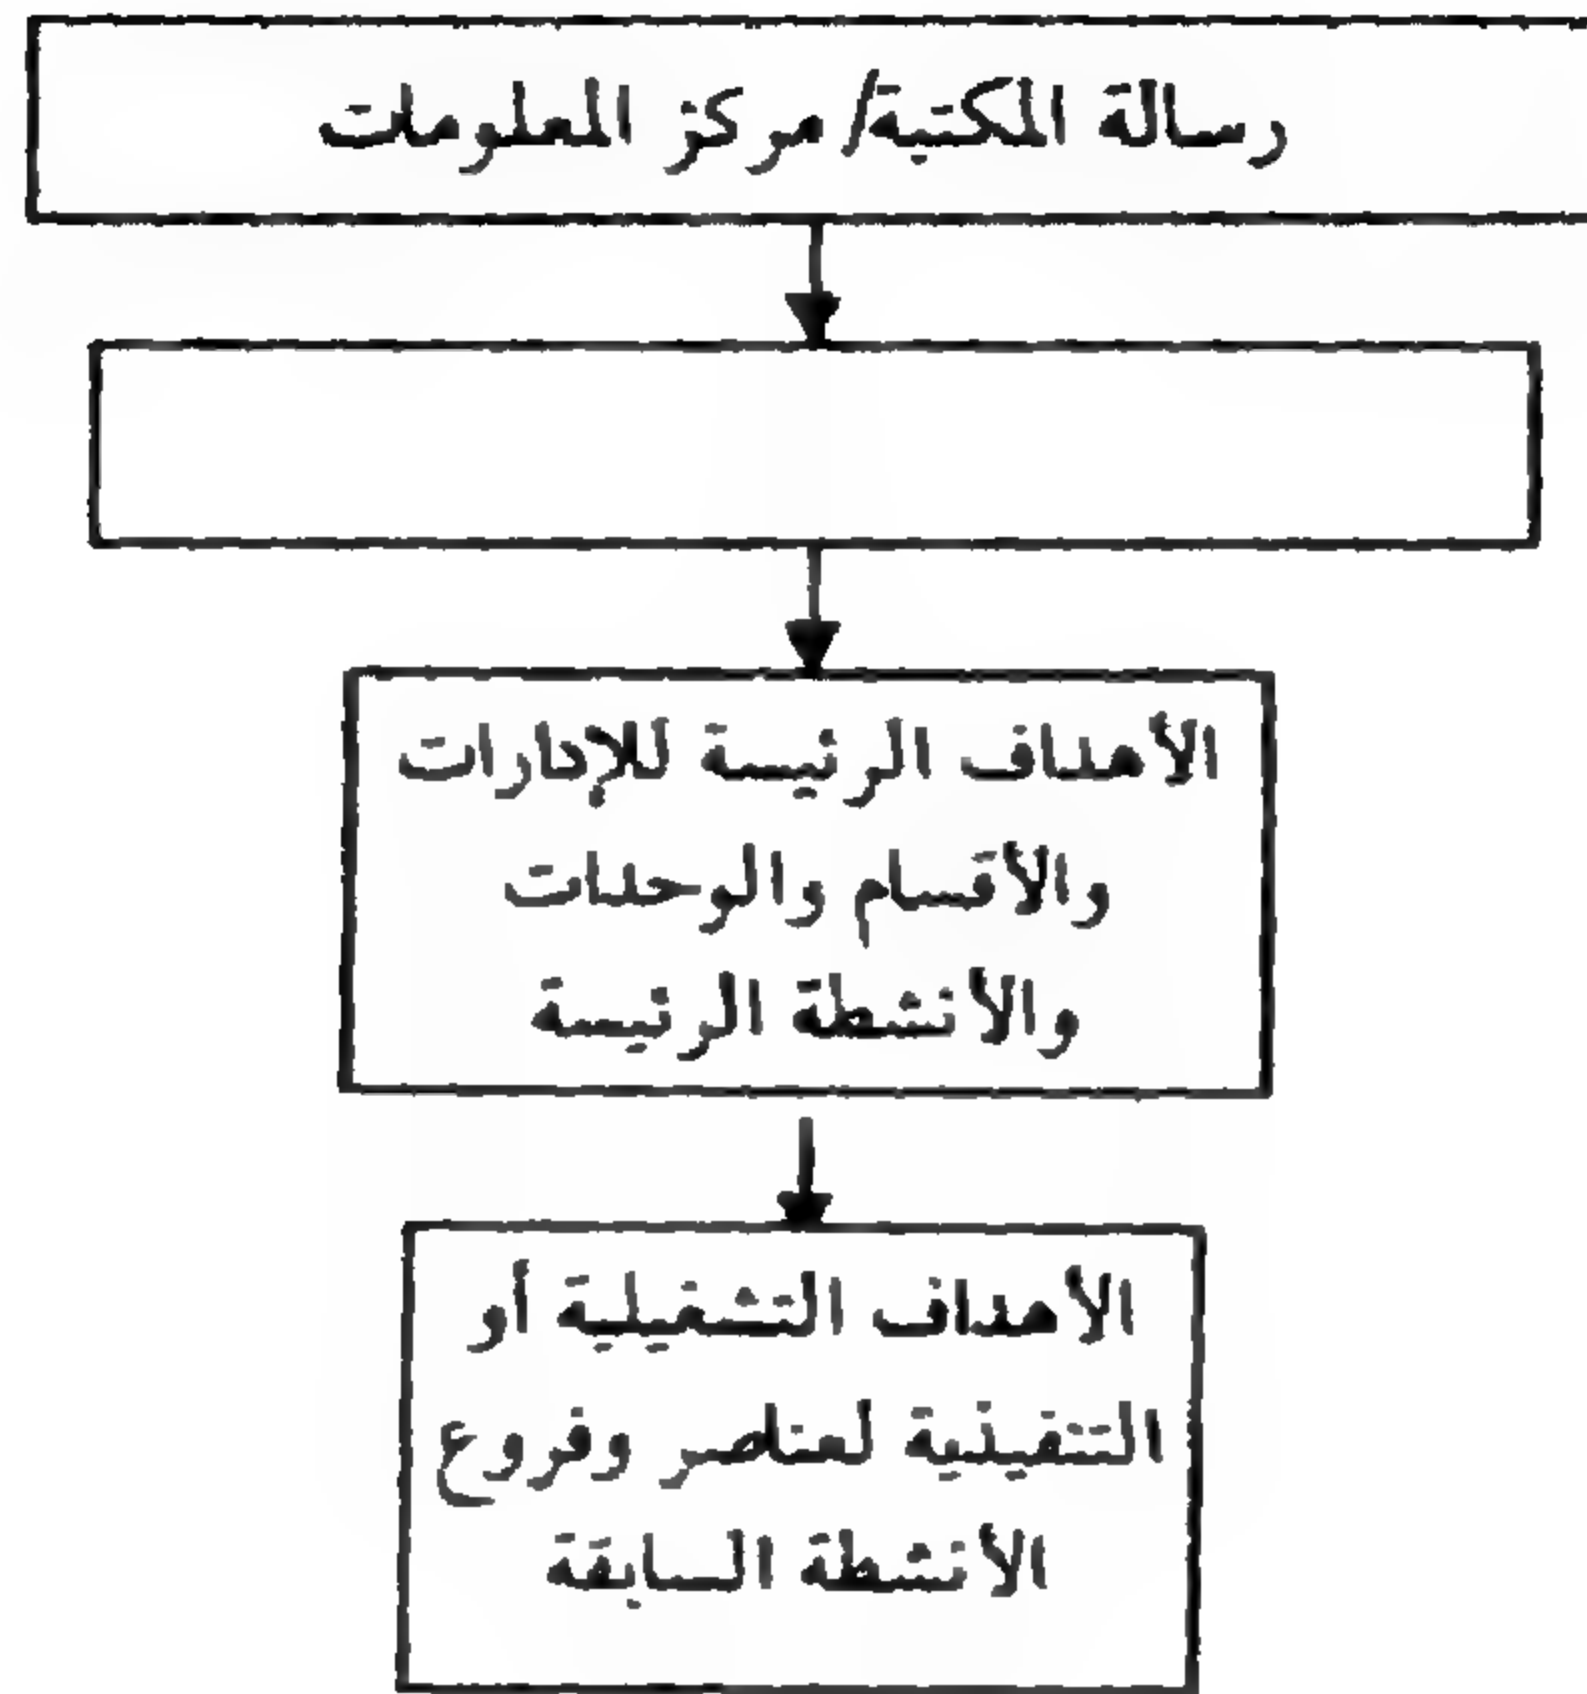 رسالة المكتبة/ مركز المعلومات
الأهداف الرئيسة للإدارات
والأقسام والوحدات
والأنشطة الرئيسة
الأهداف التشغيلية أو
التنفيذية لعناصر وفروع
الأنشطة السابقة